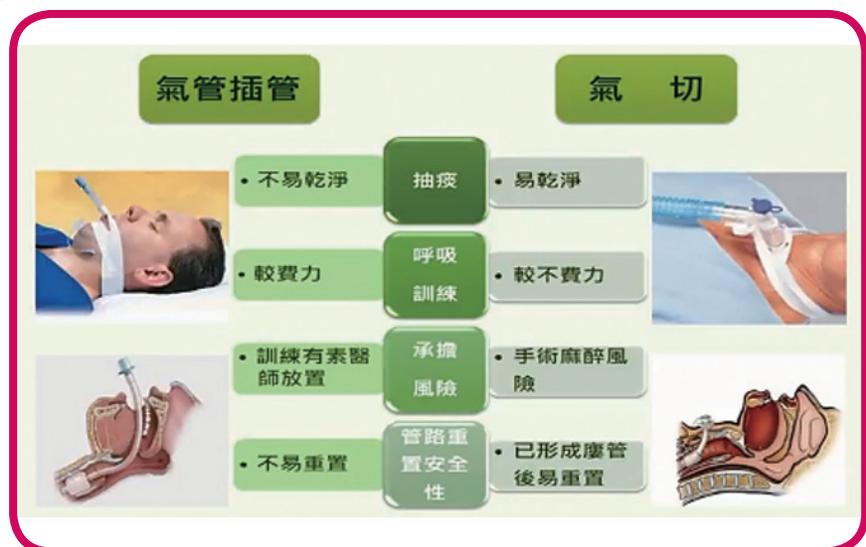 氣管插管
氣 切
• 不易乾淨
抽痰
• 易乾淨
• 較費力
呼吸
訓練
• 較不費力
• 訓練有素醫
師放置
承擔
風險
• 手術麻醉風
險
• 不易重置
管路重
置安全
性
• 已形成廔管
後易重置